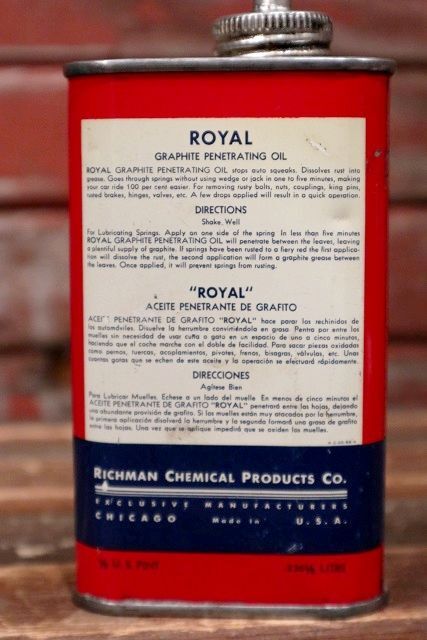 ROYAL
GRAPHITE PENETRATING OIL
ROYAL GRAPHITE PENETRATING OIL stops auto squeaks. Dissolves rust into
grease. Goes through springs without using wedge or jack in one to five minutes, making
your car ride 100 per cent easier. For removing rusty bolts, nuts, couplings, king pins,
rusted brakes, hinges, valves, etc. A few drops applied will result in a quick operation.
DIRECTIONS
Shake Well
For Lubricating Springs. Apply on one side of the spring. In less than five minutes
ROYAL GRAPHITE PENETRATING OIL will penetrate between the leaves, leaving
a plentiful supply of graphite. If springs have been rusted to a fiery red the first applica-
tion will dissolve the rust, the second application will form a graphite grease between
the leaves. Once applied, it will prevent springs from rusting.
"ROYAL"
ACEITE PENETRANTE DE GRAFITO
ACEITE PENETRANTE DE GRAFITO "ROYAL" hace parar los rechinidos de
los automóviles. Disuelve la herrumbre convirtiéndola en grasa. Pentra por entre los
muelles sin necesidad de usar cuña o gato en un espacio de uno a cinco minutos,
haciendo que el coche marche con el doble de facilidad. Para sacar piezas oxidadas
como pernos, tuercas, acoplamientos, pivotes, frenos, bisagras, válvulas, etc. Unas
cuantas gotas que se echen de este aceite y la operación se efectuará rápidamente.
DIRECCIONES
Agítese Bien
Para Lubricar Muelles. Echese a un lado del muelle. En menos de cinco minutos el
ACEITE PENETRANTE DE GRAFITO "ROYAL" penetrará entre las hojas, dejando
una abundante provisión de grafito. Si los muelles están muy atacados por la herrumbre,
la primera aplicación disolverá la herrumbre y la segunda formará una grasa de grafito
entre las hojas. Una vez que se aplique impedirá que se oxiden los muelles.
RICHMAN CHEMICAL PRODUCTS CO.
EXCLUSIVE MANUFACTURERS
CHICAGO Made in U.S.A.
U.S. PINT LITRE